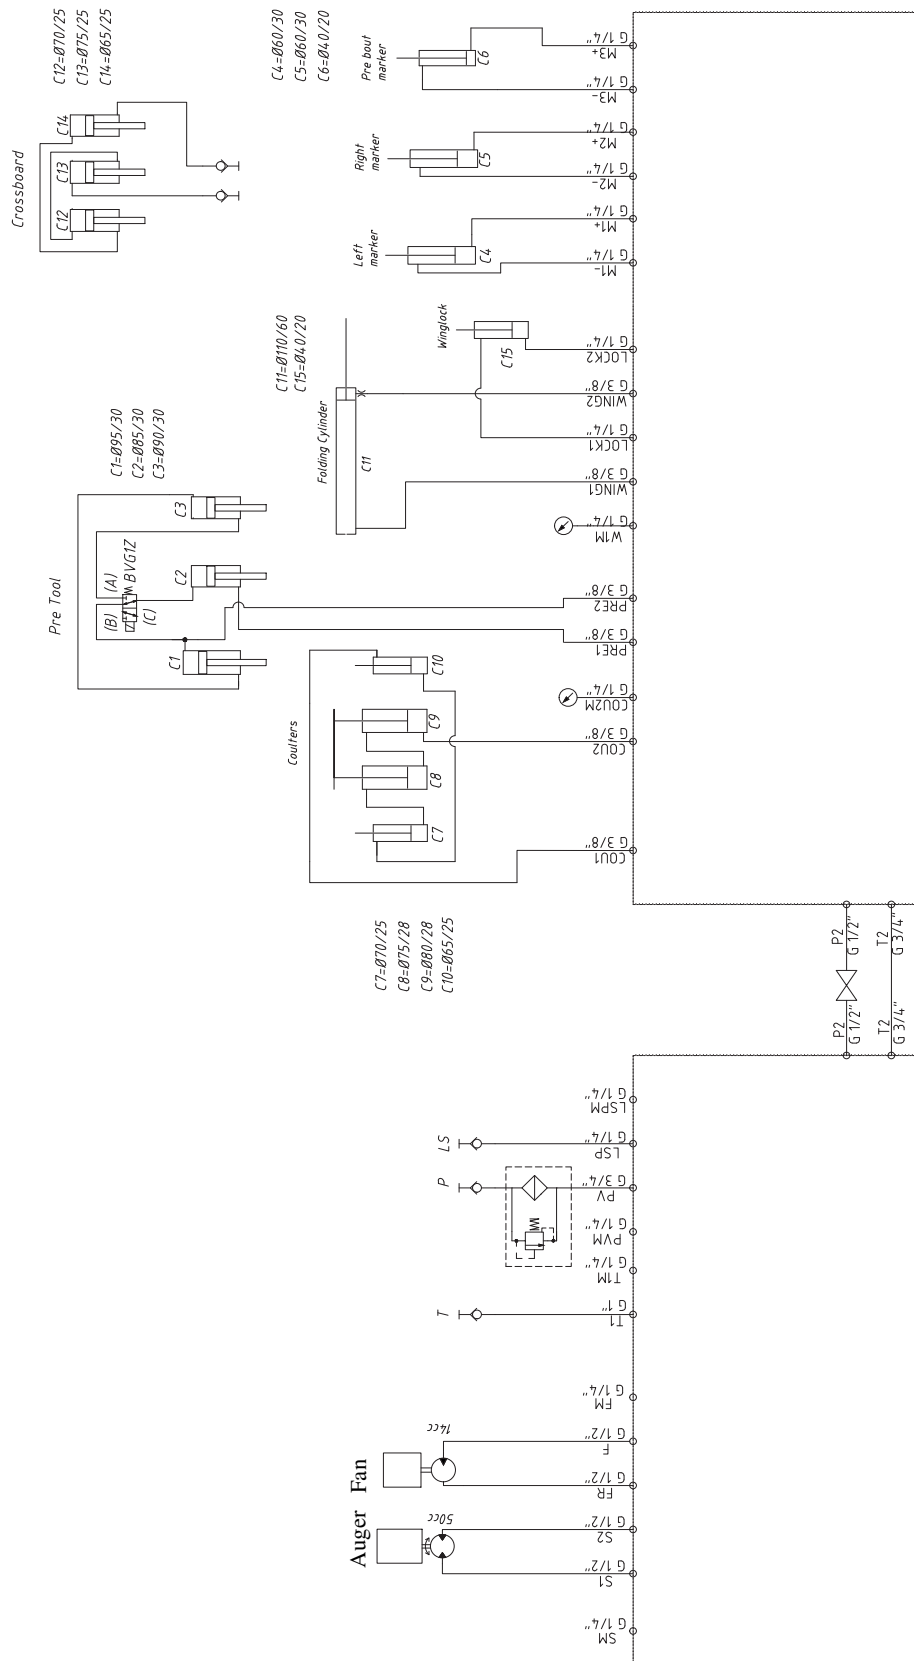 Crossboard
C12=Ø70/25
C13=Ø75/25
C14=Ø65/25
C12
C13
C14
Pre Tool
C1=Ø95/30
C2=Ø85/30
C3=Ø90/30
C1
C2
C3
(A)
(B)
(C)
BVG1Z
C4=Ø60/30
C5=Ø60/30
C6=Ø40/20
Pre bout
marker
C6
Right
marker
C5
Left
marker
C4
C11=Ø110/60
C15=Ø40/20
Folding Cylinder
C11
Winglock
C15
Coulters
C7
C8
C9
C10
C7=Ø70/25
C8=Ø75/28
C9=Ø80/28
C10=Ø65/25
G 1/4"
M3+
G 1/4"
M3-
G 1/4"
M2+
G 1/4"
M2-
G 1/4"
M1+
G 1/4"
M1-
G 1/4"
LOCK2
G 3/8"
WING2
G 1/4"
LOCK1
G 3/8"
WING1
G 1/4"
W1M
G 3/8"
PRE2
G 3/8"
PRE1
G 1/4"
COU2M
G 3/8"
COU2
G 3/8"
COU1
P2
G 1/2"
T2
G 3/4"
P2
G 1/2"
T2
G 3/4"
G 1/4"
LSPM
LS
G 1/4"
LSP
P
G 3/4"
PV
G 1/4"
PVM
G 1/4"
T1M
T
G 1"
T1
G 1/4"
FM
Fan
14cc
G 1/2"
F
G 1/2"
FR
Auger
50cc
G 1/2"
S2
G 1/2"
S1
G 1/4"
SM